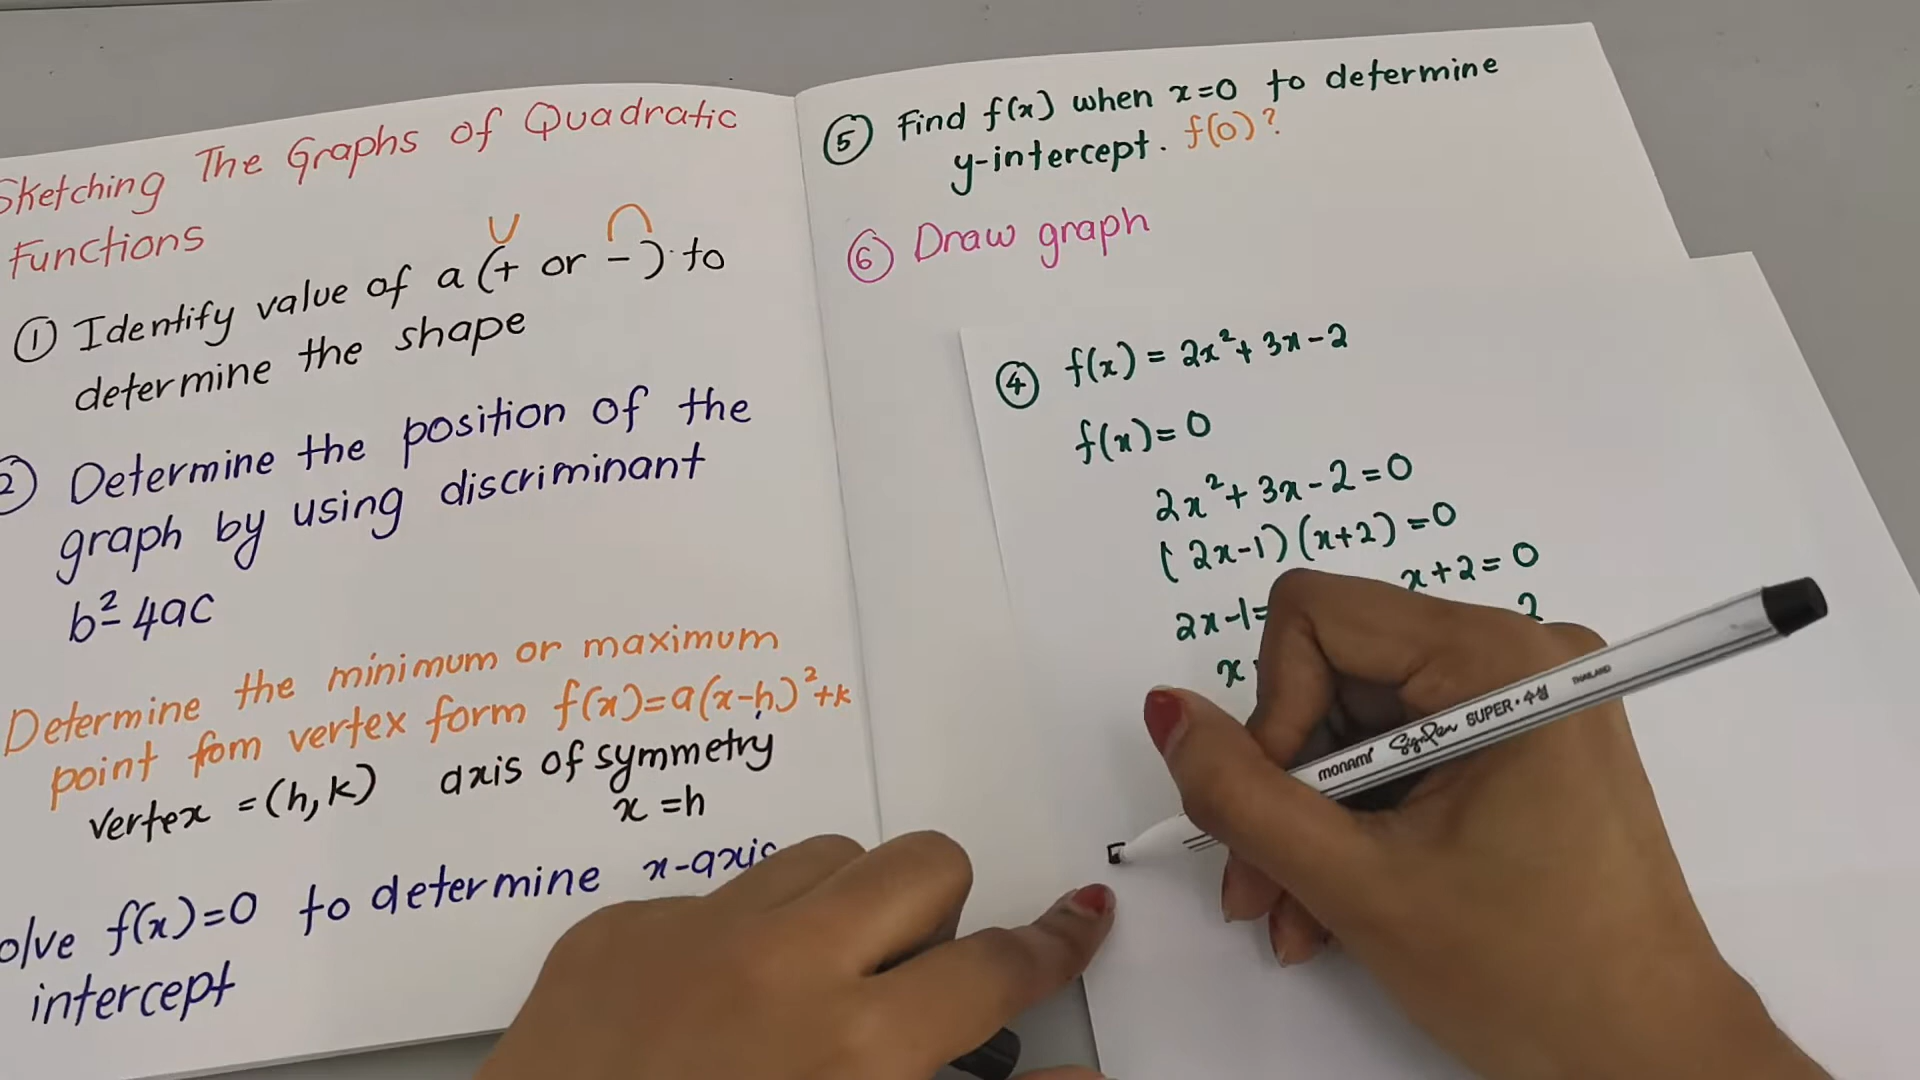 Sketching The Graphs of Quadratic
Functions
① Identify value of a (+ or -) to
determine the shape
② Determine the position of the
graph by using discriminant
b² - 4ac
Determine the minimum or maximum
point fom vertex form f(x)=a(x-h)²+k
vertex = (h,k) axis of symmetry
x = h
olve f(x)=0 to determine x-axis
intercept
⑤ Find f(x) when x=0 to determine
y-intercept. f(0)?
⑥ Draw graph
④ f(x) = 2x²+3x-2
f(x)=0
2x²+3x-2=0
(2x-1)(x+2)=0
2x-1= x+2=0
x 2
monami SignPen SUPER·수성 THAILAND